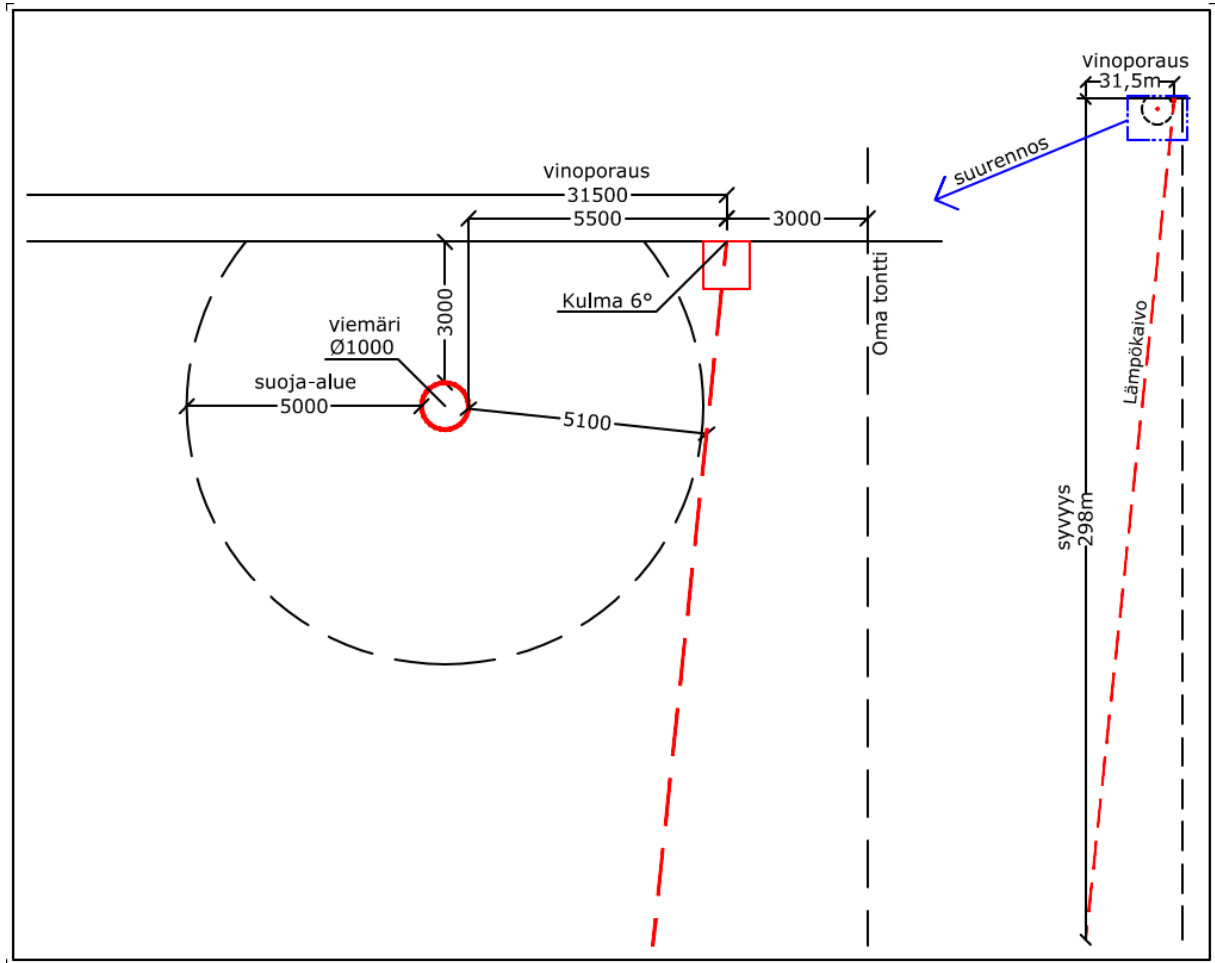 vinoporaus
31,5m
suurennos
vinoporaus
31500
5500
3000
Kulma 6°
3000
viemäri
Ø1000
suoja-alue
5000
5100
Oma tontti
Lämpökaivo
syvyys
298m